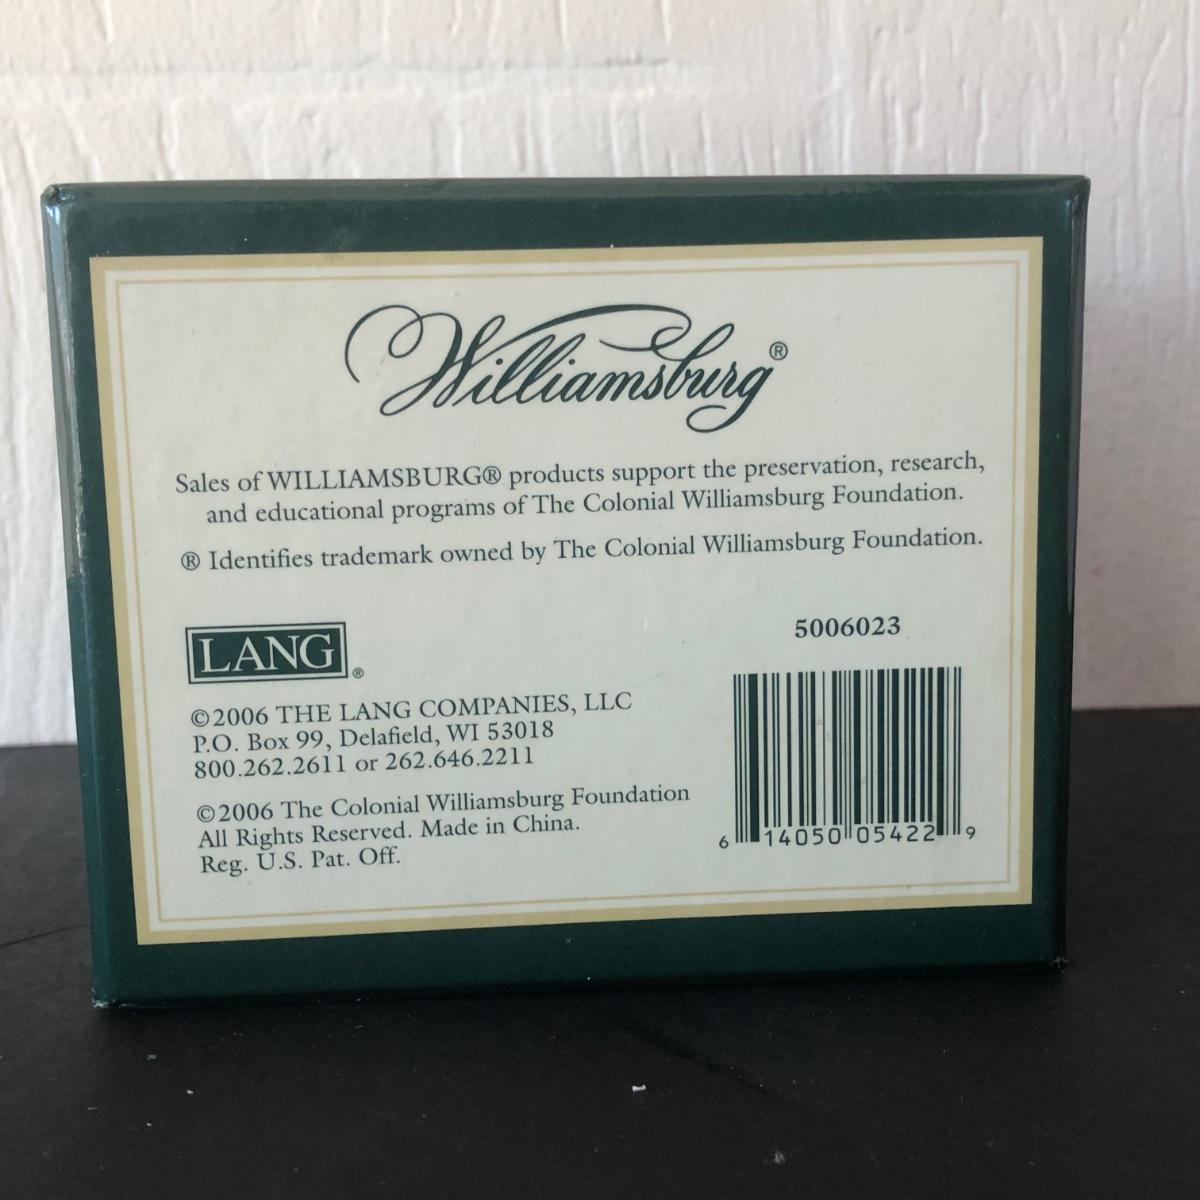 Williamsburg®
Sales of WILLIAMSBURG® products support the preservation, research,
and educational programs of The Colonial Williamsburg Foundation.
® Identifies trademark owned by The Colonial Williamsburg Foundation.
LANG®
©2006 THE LANG COMPANIES, LLC
P.O. Box 99, Delafield, WI 53018
800.262.2611 or 262.646.2211
©2006 The Colonial Williamsburg Foundation
All Rights Reserved. Made in China.
Reg. U.S. Pat. Off.
5006023
6 14050 05422 9